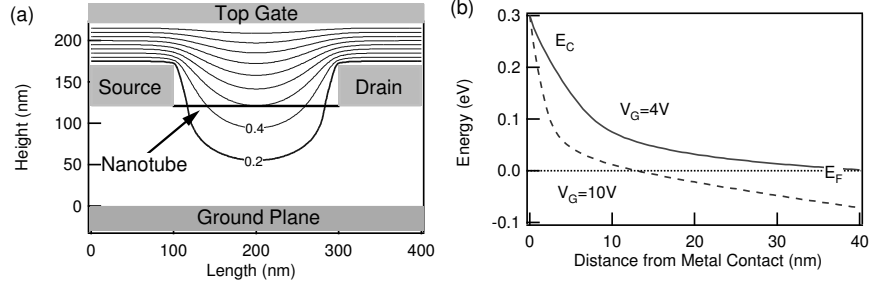 (a)
Top Gate
Source
Drain
0.4
Nanotube
0.2
Ground Plane
Height (nm)
200
150
100
50
0
0
100
200
300
400
Length (nm)
(b)
0.3
0.2
0.1
0.0
-0.1
Energy (eV)
E_C
V_G=4V
E_F
V_G=10V
0
10
20
30
40
Distance from Metal Contact (nm)